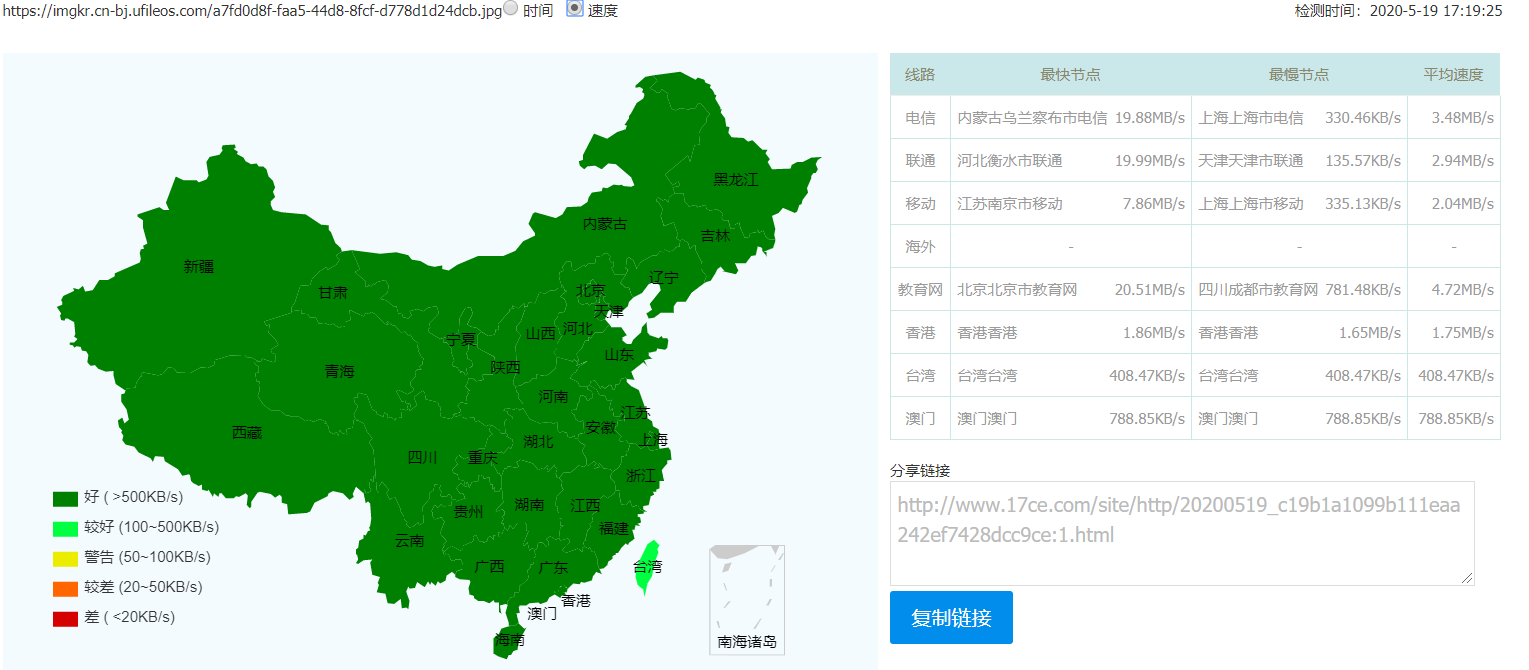 https://imgkr.cn-bj.ufileos.com/a7fd0d8f-faa5-44d8-8fcf-d778d1d24dcb.jpg 时间 速度 检测时间：2020-5-19 17:19:25
黑龙江
内蒙古
吉林
新疆
辽宁
甘肃
北京
天津
宁夏
山西
河北
山东
陕西
青海
河南
江苏
西藏
安徽
上海
湖北
四川
重庆
浙江
湖南
江西
贵州
福建
云南
广西
广东
台湾
香港
澳门
海南
南海诸岛
好 ( >500KB/s)
较好 (100~500KB/s)
警告 (50~100KB/s)
较差 (20~50KB/s)
差 ( <20KB/s)
线路 最快节点 最慢节点 平均速度
电信 内蒙古乌兰察布市电信 19.88MB/s 上海上海市电信 330.46KB/s 3.48MB/s
联通 河北衡水市联通 19.99MB/s 天津天津市联通 135.57KB/s 2.94MB/s
移动 江苏南京市移动 7.86MB/s 上海上海市移动 335.13KB/s 2.04MB/s
海外 - - -
教育网 北京北京市教育网 20.51MB/s 四川成都市教育网 781.48KB/s 4.72MB/s
香港 香港香港 1.86MB/s 香港香港 1.65MB/s 1.75MB/s
台湾 台湾台湾 408.47KB/s 台湾台湾 408.47KB/s 408.47KB/s
澳门 澳门澳门 788.85KB/s 澳门澳门 788.85KB/s 788.85KB/s
分享链接
http://www.17ce.com/site/http/20200519_c19b1a1099b111eaa
242ef7428dcc9ce:1.html
复制链接